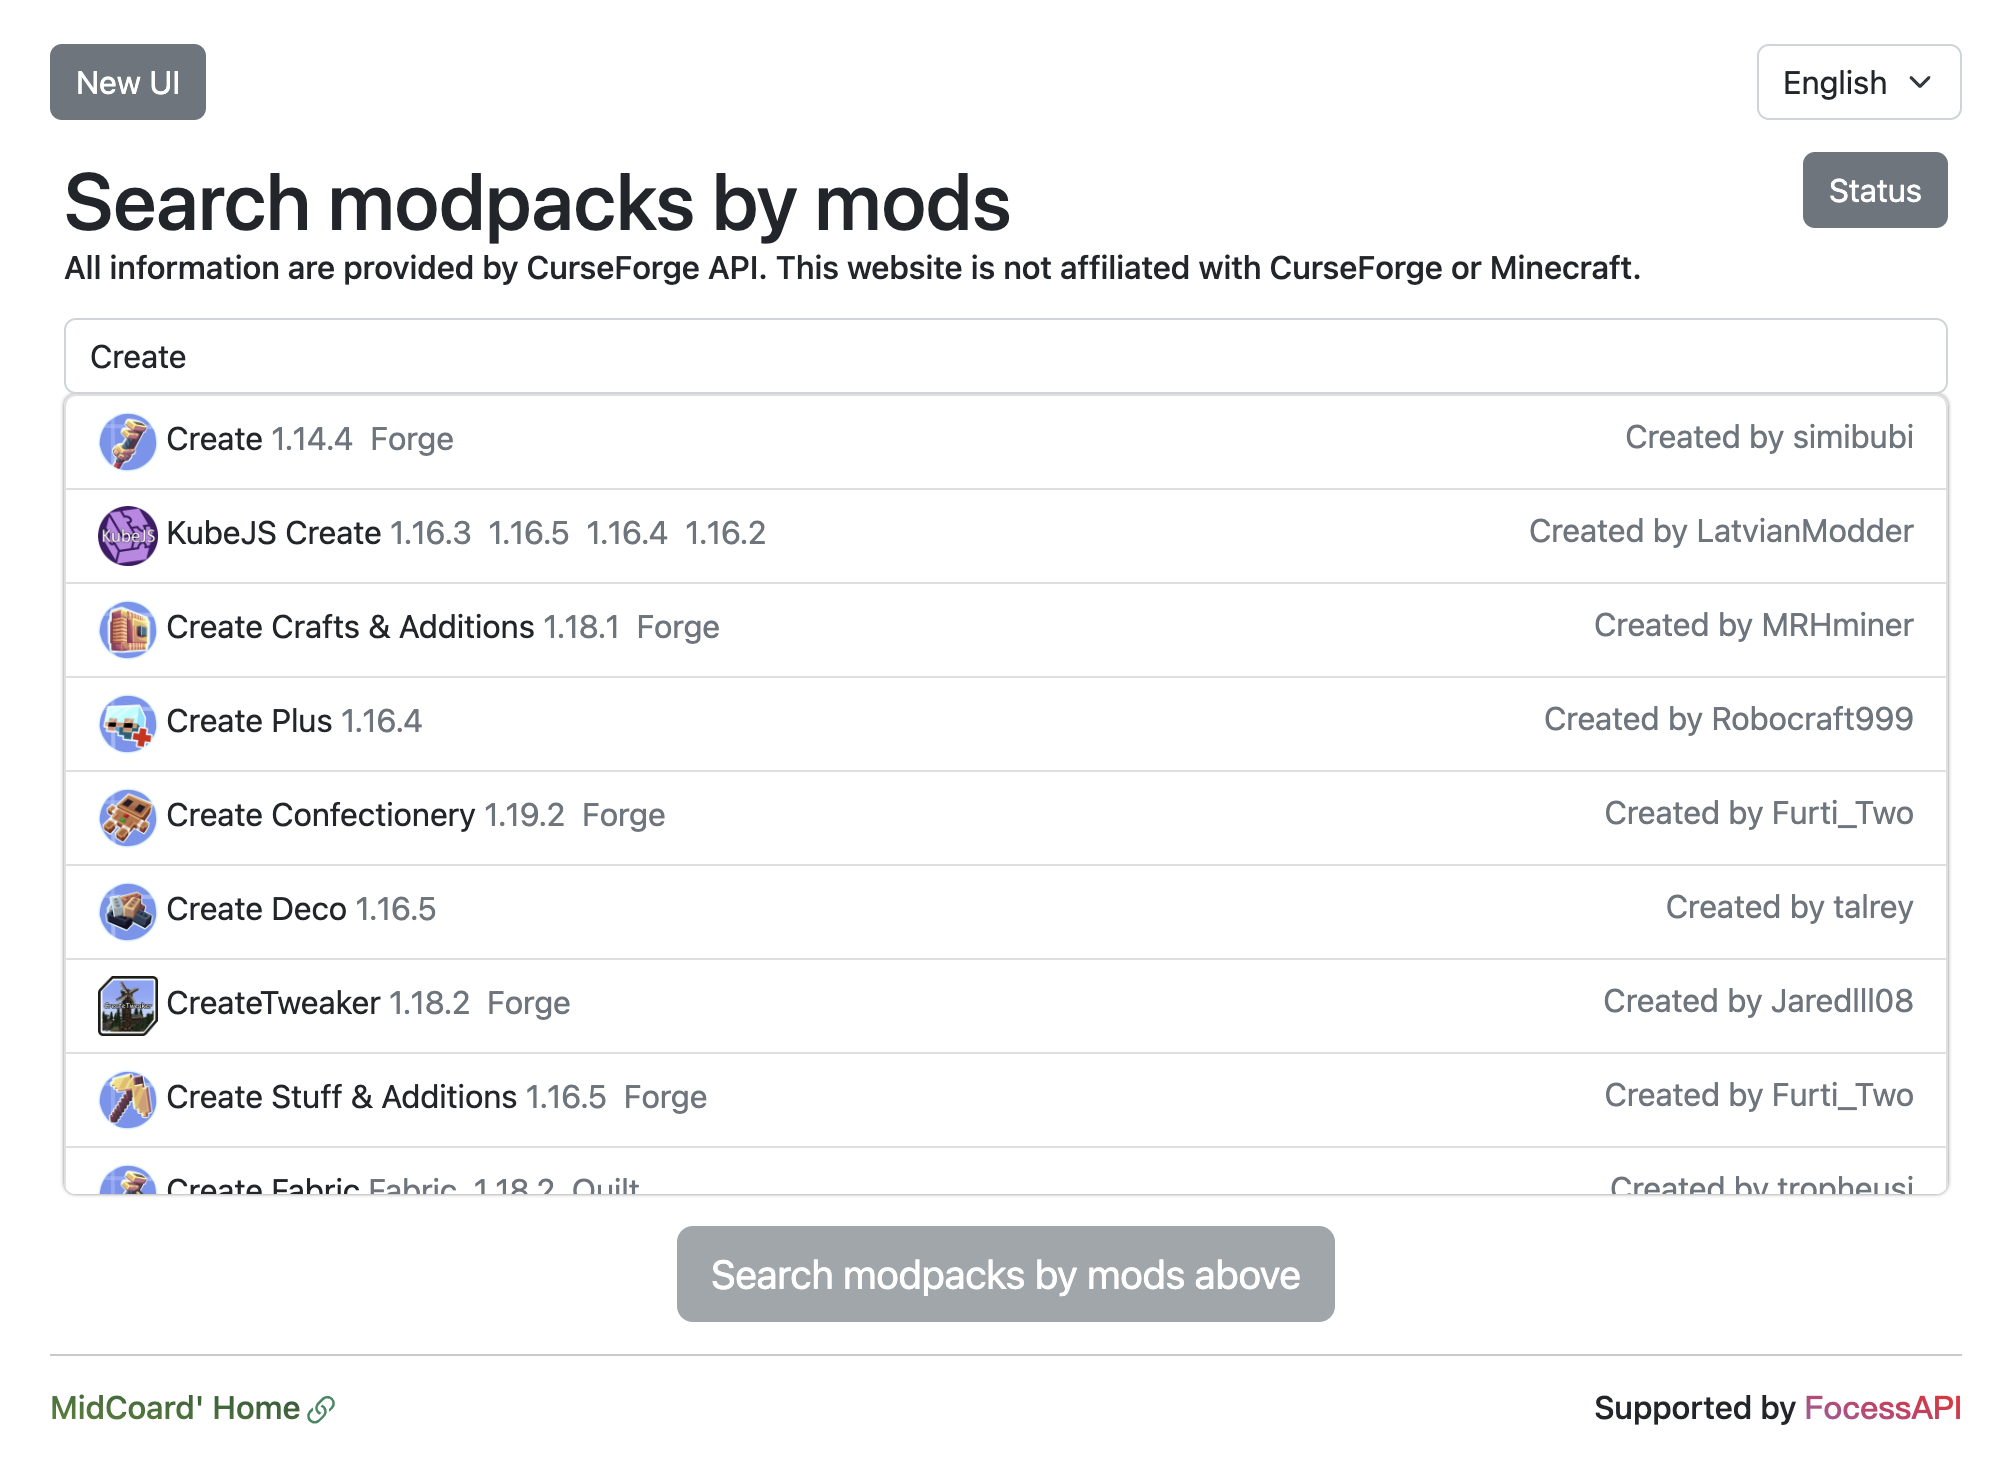 New UI
English
Search modpacks by mods
Status
All information are provided by CurseForge API. This website is not affiliated with CurseForge or Minecraft.
Create
Create 1.14.4 Forge Created by simibubi
KubeJS
KubeJS Create 1.16.3 1.16.5 1.16.4 1.16.2 Created by LatvianModder
Create Crafts & Additions 1.18.1 Forge Created by MRHminer
Create Plus 1.16.4 Created by Robocraft999
Create Confectionery 1.19.2 Forge Created by Furti_Two
Create Deco 1.16.5 Created by talrey
CreateTweaker
CreateTweaker 1.18.2 Forge Created by Jaredlll08
Create Stuff & Additions 1.16.5 Forge Created by Furti_Two
Create Fabric Fabric 1.18.2 Quilt Created by tropheusj
Search modpacks by mods above
MidCoard' Home
Supported by FocessAPI